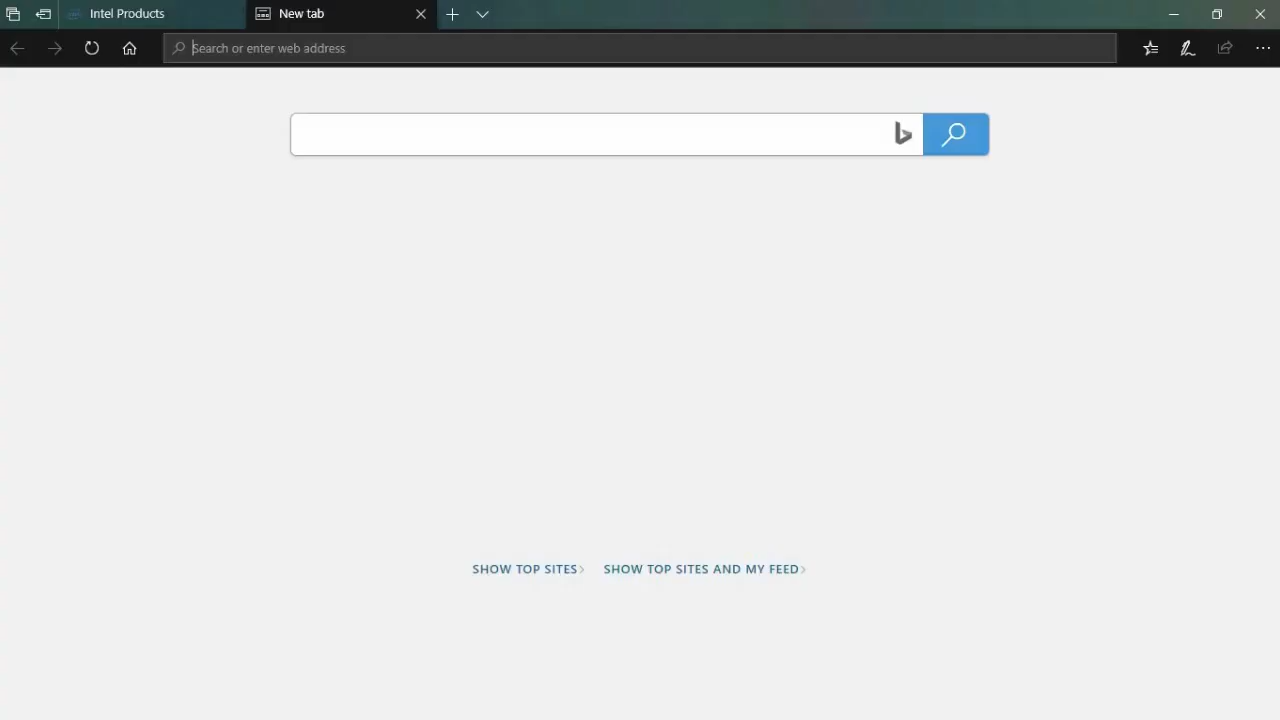 Intel Products
New tab
Search or enter web address
SHOW TOP SITES
SHOW TOP SITES AND MY FEED